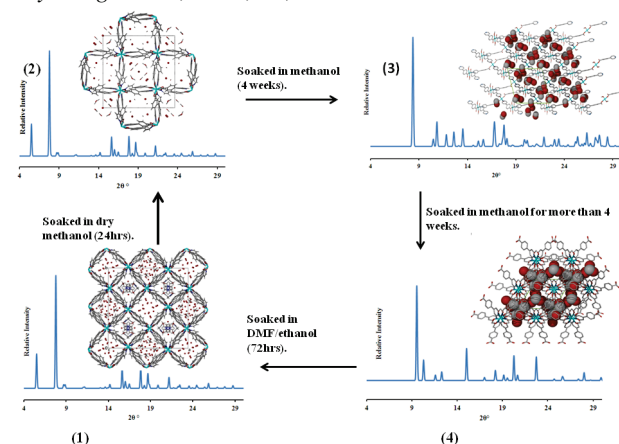 (2)
Soaked in methanol
(4 weeks).
(3)
Relative Intensity
4 9 14 19 24 29
2θ °
Relative Intensity
4 9 14 19 24 29
2θ °
Soaked in dry
methanol (24hrs).
Soaked in methanol for more than 4
weeks.
Soaked in
DMF/ethanol
(72hrs).
Relative Intensity
4 9 14 19 24 29
2θ °
(1)
Relative Intensity
4 9 14 19 24 29
2θ °
(4)